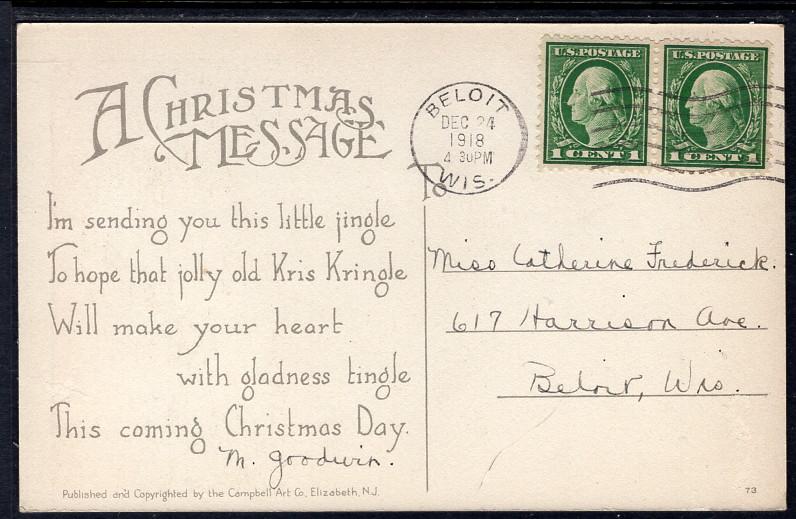 A CHRISTMAS
MESSAGE
I'm sending you this little jingle
To hope that jolly old Kris Kringle
Will make your heart
with gladness tingle
This coming Christmas Day.
M. Goodwin.
Published and Copyrighted by the Campbell Art Co., Elizabeth, N.J.
BELOIT
DEC 24
1918
4 30PM
WIS.
U.S. POSTAGE
1 CENT 1
U.S. POSTAGE
1 CENT 1
To
Miss Catherine Frederick.
617 Harrison Ave.
Beloit, Wis.
73